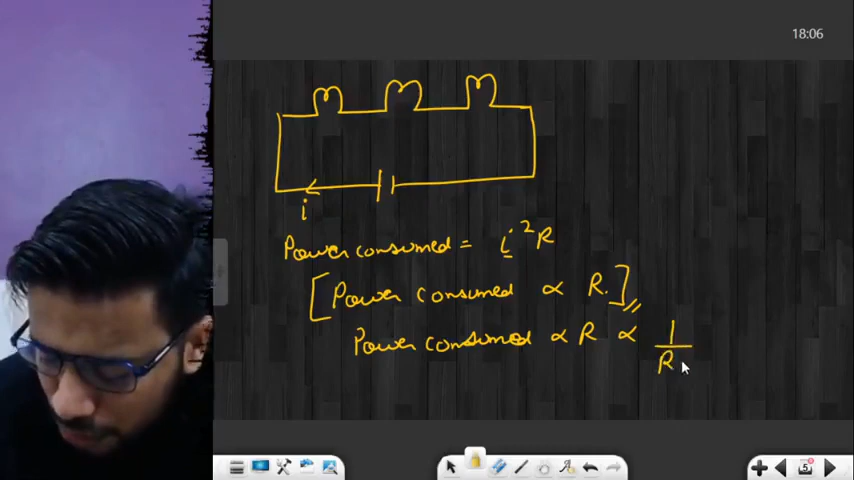 18:06
i
Power consumed = i²R
[Power consumed ∝ R.]
Power consumed ∝ R ∝ 1/R
5